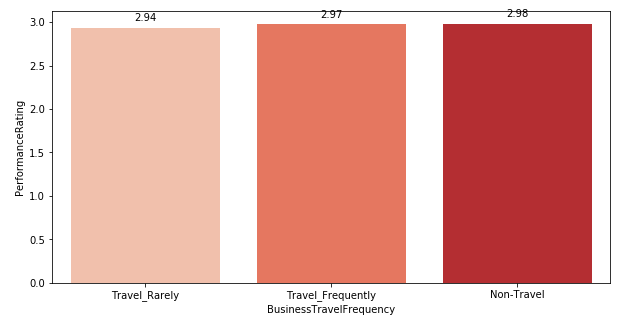 2.94
2.97
2.98
3.0
2.5
2.0
1.5
1.0
0.5
0.0
PerformanceRating
Travel_Rarely
Travel_Frequently
Non-Travel
BusinessTravelFrequency